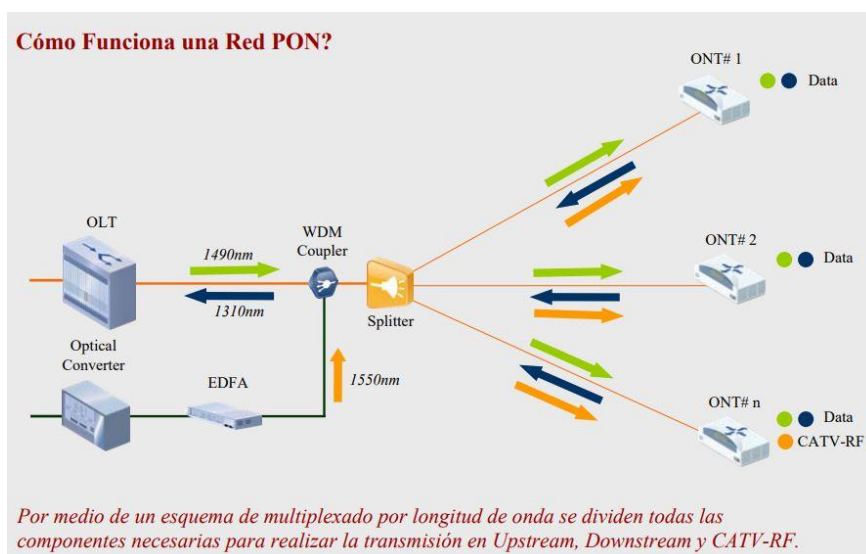 Cómo Funciona una Red PON?
ONT# 1
Data
OLT
WDM
Coupler
1490nm
1310nm
Splitter
ONT# 2
Data
Optical
Converter
EDFA
1550nm
ONT# n
Data
CATV-RF
Por medio de un esquema de multiplexado por longitud de onda se dividen todas las
componentes necesarias para realizar la transmisión en Upstream, Downstream y CATV-RF.